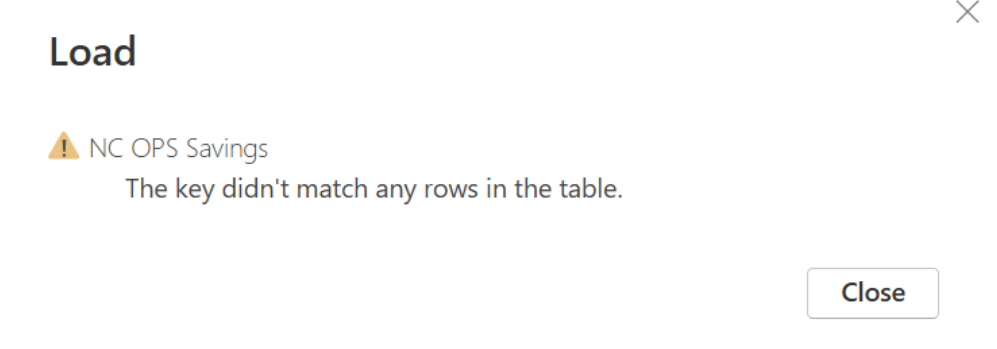 Load
NC OPS Savings
The key didn't match any rows in the table.
Close